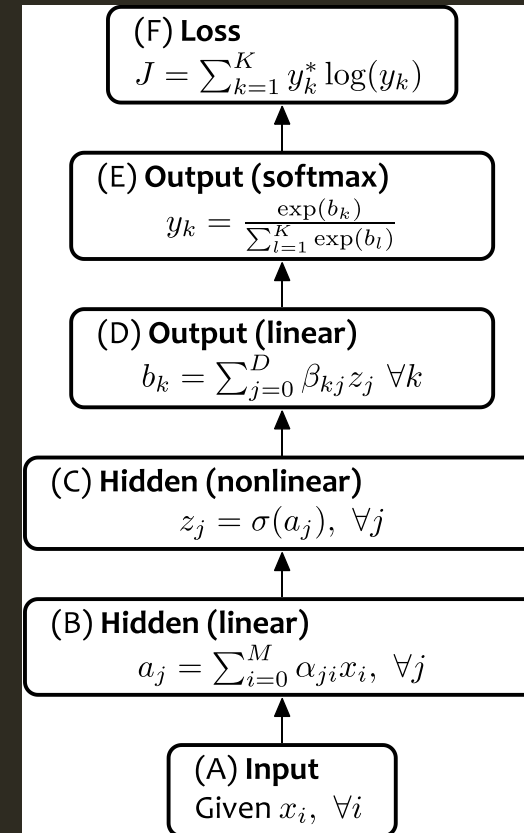 (F) Loss
J = ∑_{k=1}^{K} y_k^* log(y_k)
(E) Output (softmax)
y_k = \frac{exp(b_k)}{∑_{l=1}^{K} exp(b_l)}
(D) Output (linear)
b_k = ∑_{j=0}^{D} β_{kj} z_j ∀k
(C) Hidden (nonlinear)
z_j = σ(a_j), ∀j
(B) Hidden (linear)
a_j = ∑_{i=0}^{M} α_{ji} x_i, ∀j
(A) Input
Given x_i, ∀i